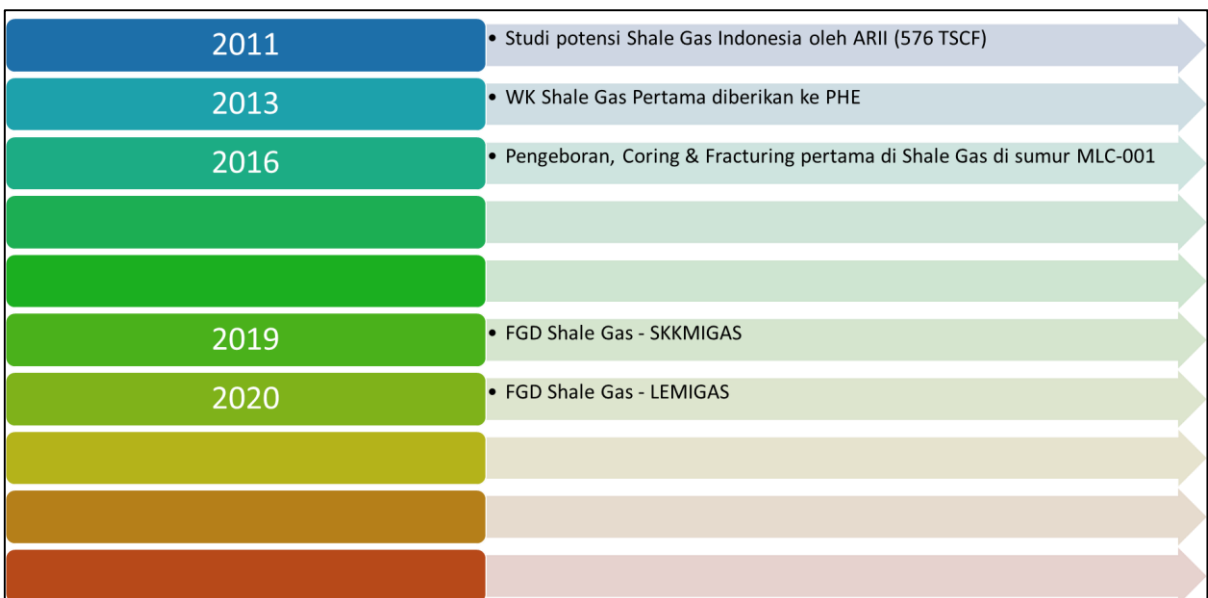 2011
• Studi potensi Shale Gas Indonesia oleh ARII (576 TSCF)
2013
• WK Shale Gas Pertama diberikan ke PHE
2016
• Pengeboran, Coring & Fracturing pertama di Shale Gas di sumur MLC-001
2019
• FGD Shale Gas - SKKMIGAS
2020
• FGD Shale Gas - LEMIGAS